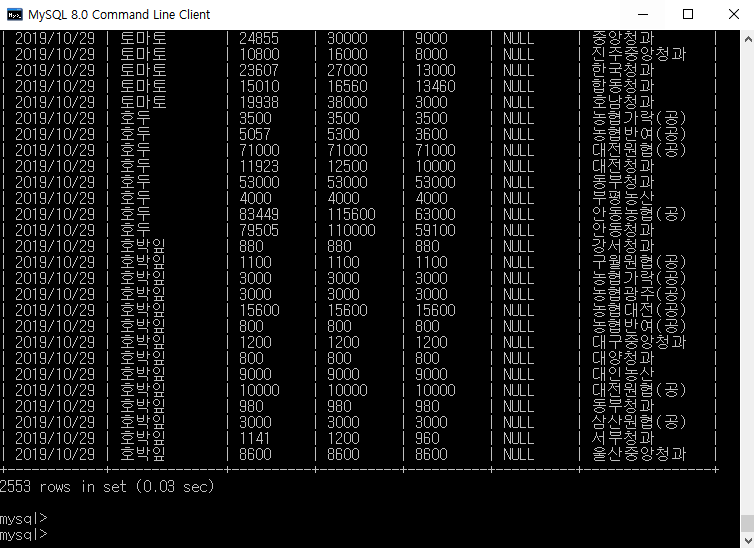 MySQL 8.0 Command Line Client
| 2019/10/29 | 토마토 | 24855 | 30000 | 9000 | NULL | 중앙청과 |
| 2019/10/29 | 토마토 | 10800 | 16000 | 8000 | NULL | 진주중앙청과 |
| 2019/10/29 | 토마토 | 23607 | 27000 | 13000 | NULL | 한국청과 |
| 2019/10/29 | 토마토 | 15010 | 16560 | 13460 | NULL | 합동청과 |
| 2019/10/29 | 토마토 | 19938 | 38000 | 3000 | NULL | 호남청과 |
| 2019/10/29 | 호두 | 3500 | 3500 | 3500 | NULL | 농협가락(공) |
| 2019/10/29 | 호두 | 5057 | 5300 | 3600 | NULL | 농협반여(공) |
| 2019/10/29 | 호두 | 71000 | 71000 | 71000 | NULL | 대전원협(공) |
| 2019/10/29 | 호두 | 11923 | 12500 | 10000 | NULL | 대전청과 |
| 2019/10/29 | 호두 | 53000 | 53000 | 53000 | NULL | 동부청과 |
| 2019/10/29 | 호두 | 4000 | 4000 | 4000 | NULL | 부평농산 |
| 2019/10/29 | 호두 | 83449 | 115600 | 63000 | NULL | 안동농협(공) |
| 2019/10/29 | 호두 | 79505 | 110000 | 59100 | NULL | 안동청과 |
| 2019/10/29 | 호박잎 | 880 | 880 | 880 | NULL | 강서청과 |
| 2019/10/29 | 호박잎 | 1100 | 1100 | 1100 | NULL | 구월원협(공) |
| 2019/10/29 | 호박잎 | 3000 | 3000 | 3000 | NULL | 농협가락(공) |
| 2019/10/29 | 호박잎 | 3000 | 3000 | 3000 | NULL | 농협광주(공) |
| 2019/10/29 | 호박잎 | 15600 | 15600 | 15600 | NULL | 농협대전(공) |
| 2019/10/29 | 호박잎 | 800 | 800 | 800 | NULL | 농협반여(공) |
| 2019/10/29 | 호박잎 | 1200 | 1200 | 1200 | NULL | 대구중앙청과 |
| 2019/10/29 | 호박잎 | 800 | 800 | 800 | NULL | 대양청과 |
| 2019/10/29 | 호박잎 | 9000 | 9000 | 9000 | NULL | 대인농산 |
| 2019/10/29 | 호박잎 | 10000 | 10000 | 10000 | NULL | 대전원협(공) |
| 2019/10/29 | 호박잎 | 980 | 980 | 980 | NULL | 동부청과 |
| 2019/10/29 | 호박잎 | 3000 | 3000 | 3000 | NULL | 삼산원협(공) |
| 2019/10/29 | 호박잎 | 1141 | 1200 | 960 | NULL | 서부청과 |
| 2019/10/29 | 호박잎 | 8600 | 8600 | 8600 | NULL | 울산중앙청과 |
2553 rows in set (0.03 sec)
mysql>
mysql>